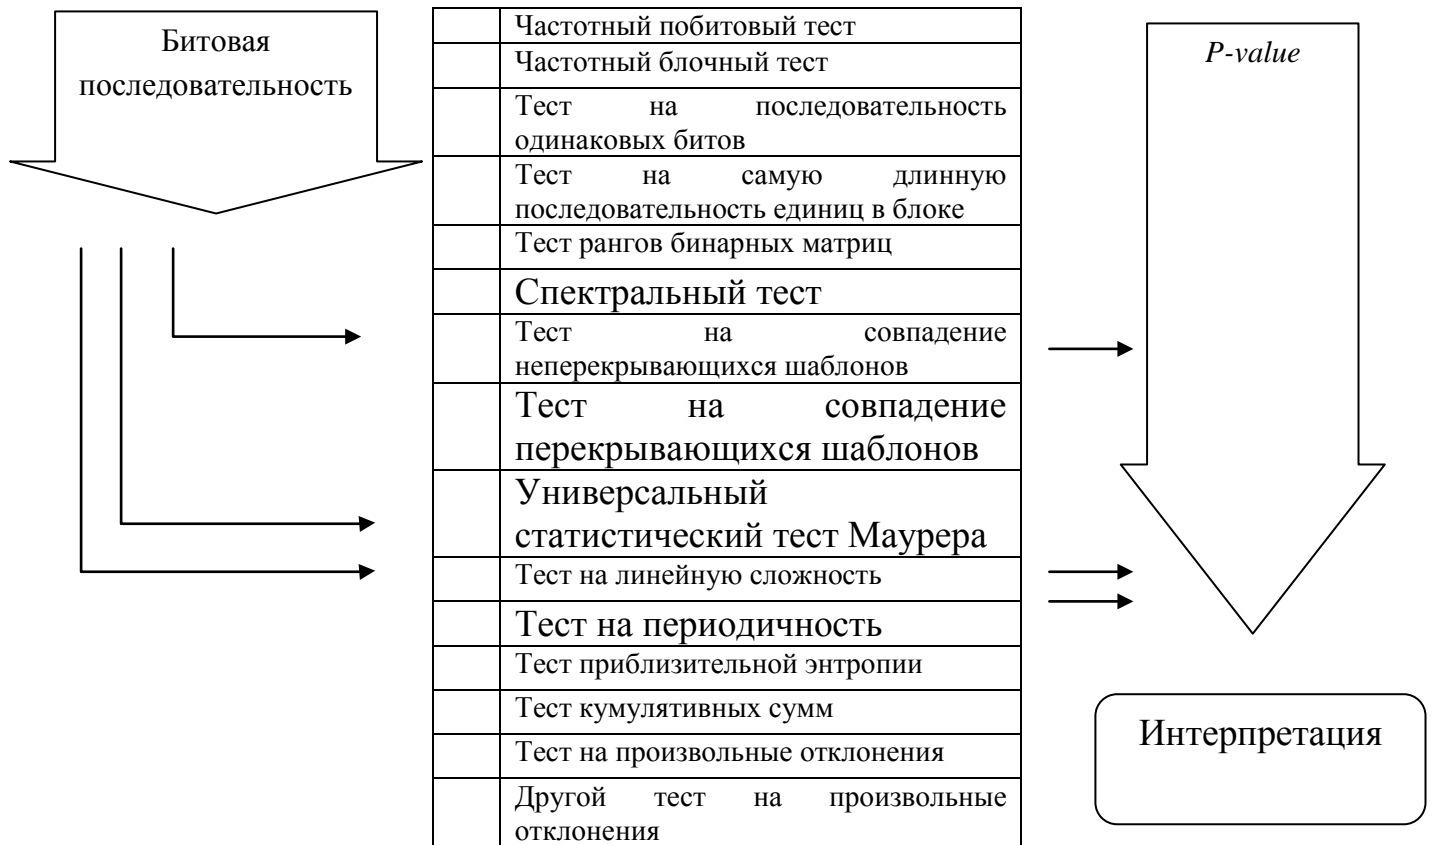 Битовая
последовательность
Частотный побитовый тест
Частотный блочный тест
Тест на последовательность
одинаковых битов
Тест на самую длинную
последовательность единиц в блоке
Тест рангов бинарных матриц
Спектральный тест
Тест на совпадение
неперекрывающихся шаблонов
Тест на совпадение
перекрывающихся шаблонов
Универсальный
статистический тест Маурера
Тест на линейную сложность
Тест на периодичность
Тест приблизительной энтропии
Тест кумулятивных сумм
Тест на произвольные отклонения
Другой тест на произвольные
отклонения
P-value
Интерпретация